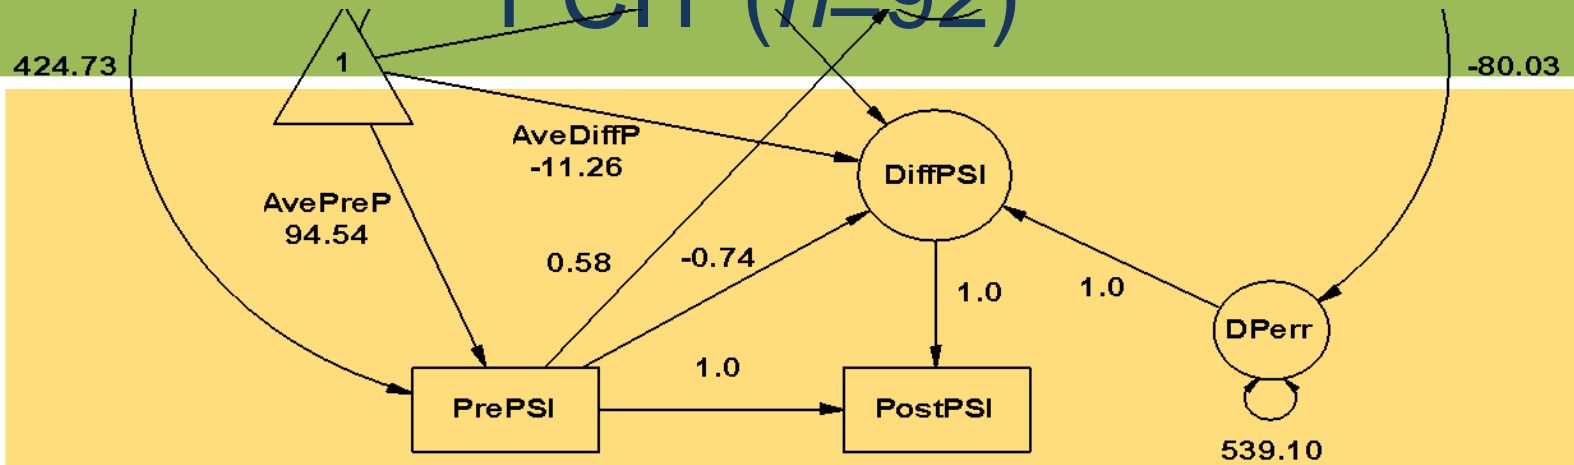 (n=92)
424.73
1
-80.03
AveDiffP
-11.26
DiffPSI
AvePreP
94.54
0.58
-0.74
1.0
1.0
DPerr
1.0
PrePSI
PostPSI
539.10